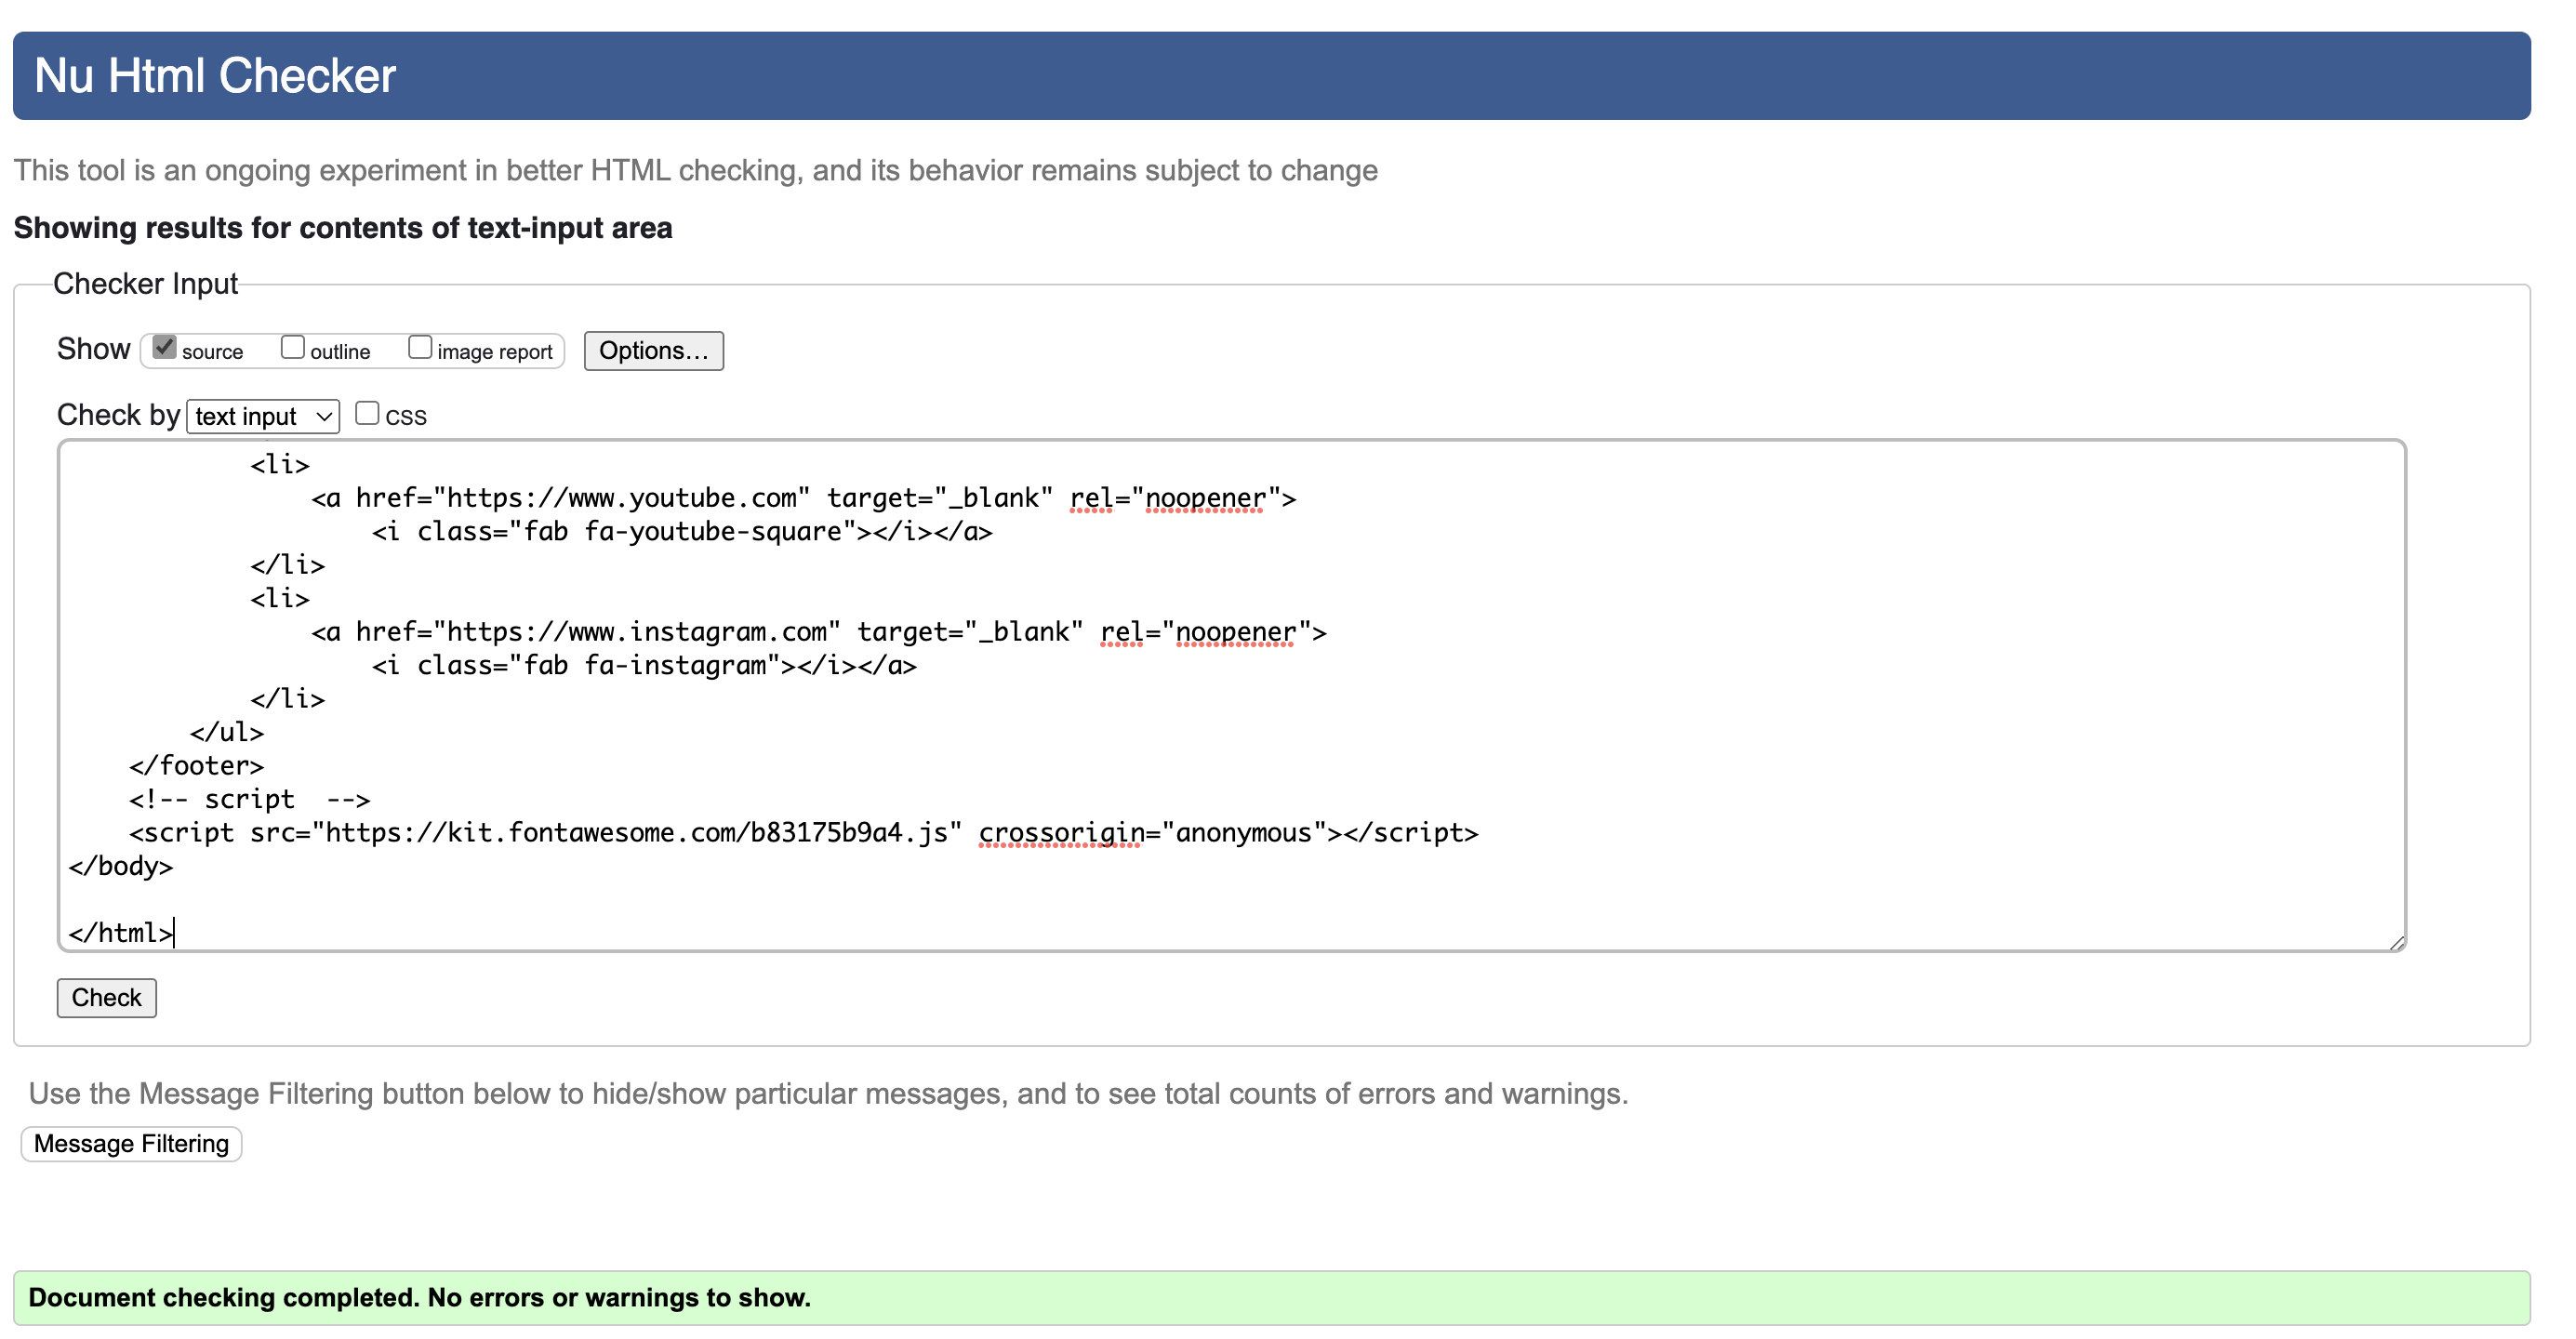 Nu Html Checker
This tool is an ongoing experiment in better HTML checking, and its behavior remains subject to change
Showing results for contents of text-input area
Checker Input
Show source outline image report Options...
Check by text input css
<li>
<a href="https://www.youtube.com" target="_blank" rel="noopener">
<i class="fab fa-youtube-square"></i></a>
</li>
<li>
<a href="https://www.instagram.com" target="_blank" rel="noopener">
<i class="fab fa-instagram"></i></a>
</li>
</ul>
</footer>
<!-- script  -->
<script src="https://kit.fontawesome.com/b83175b9a4.js" crossorigin="anonymous"></script>
</body>
</html>
Check
Use the Message Filtering button below to hide/show particular messages, and to see total counts of errors and warnings.
Message Filtering
Document checking completed. No errors or warnings to show.